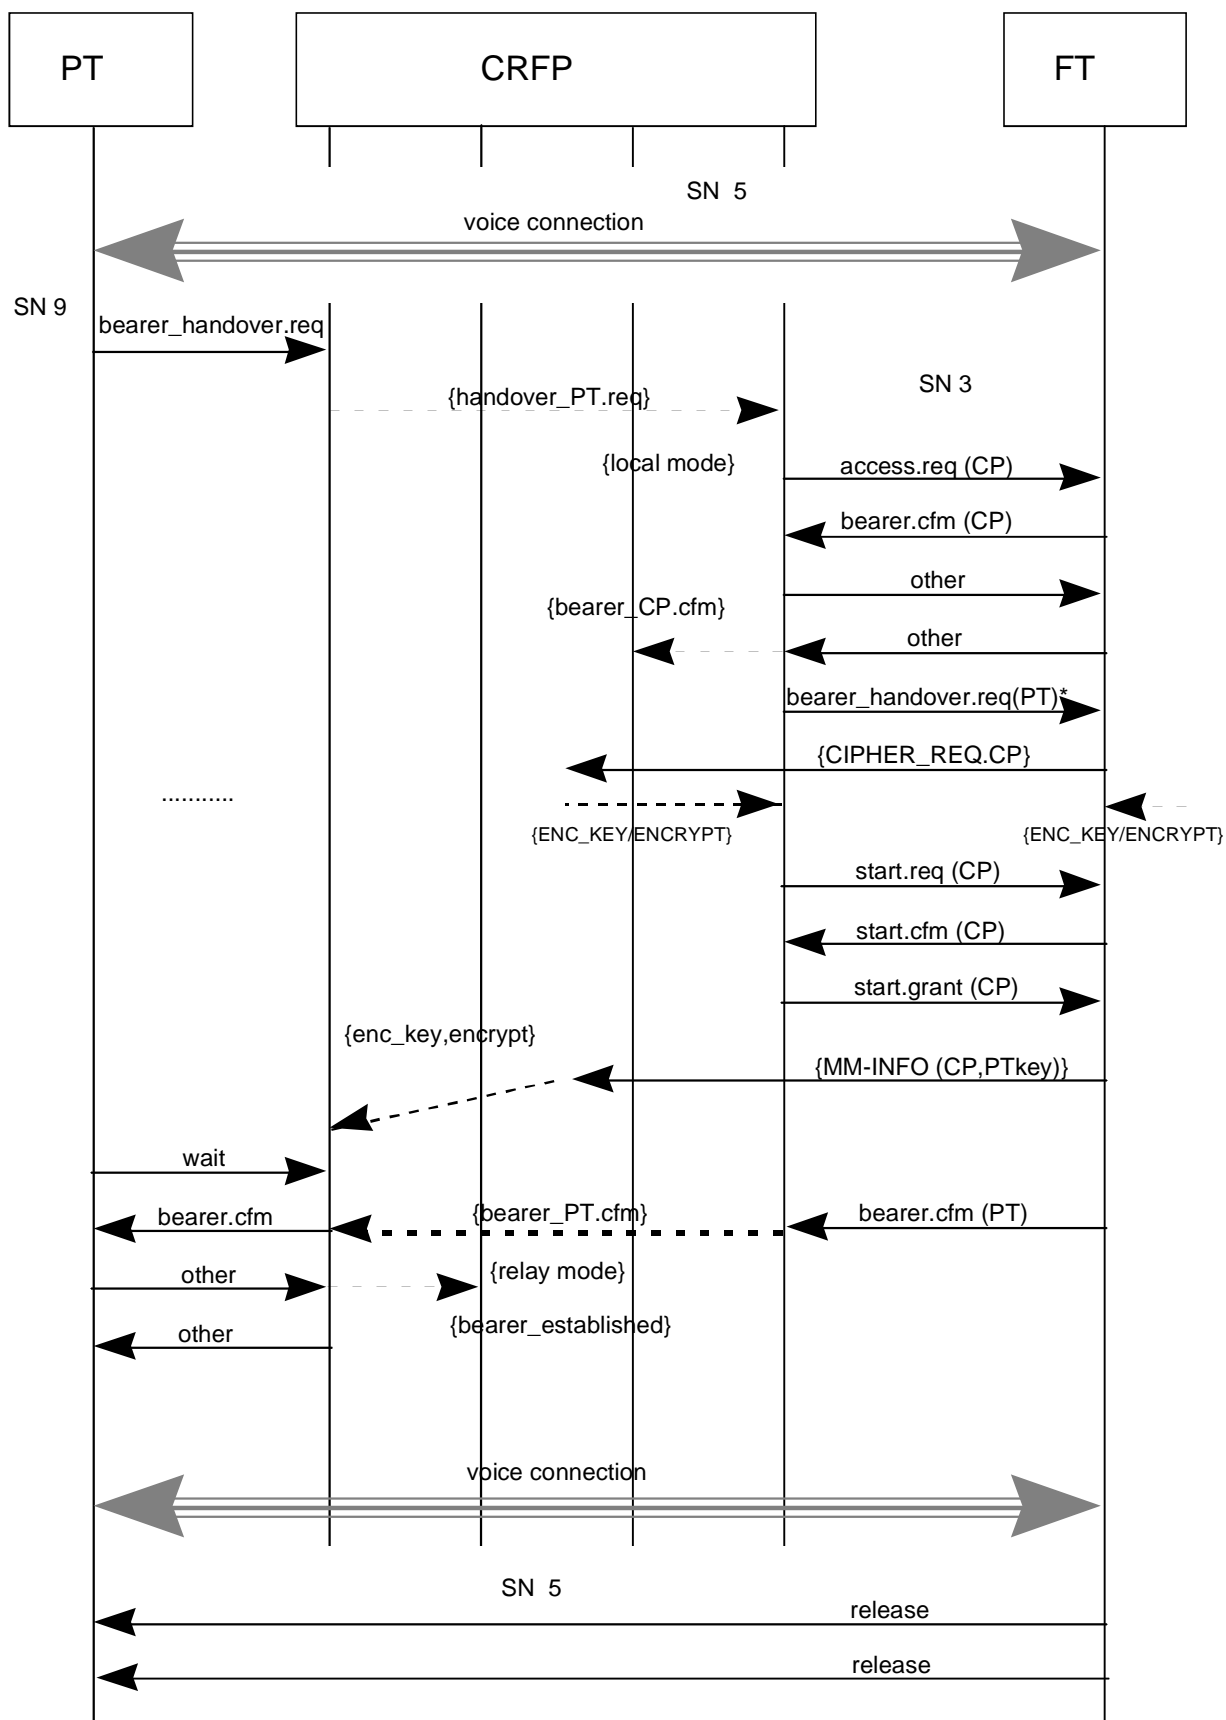 PT
CRFP
FT
SN 5
voice connection
SN 9
bearer_handover.req
SN 3
{handover_PT.req}
{local mode}
access.req (CP)
bearer.cfm (CP)
other
{bearer_CP.cfm}
other
bearer_handover.req(PT)*
{CIPHER_REQ.CP}
...........
{ENC_KEY/ENCRYPT}
{ENC_KEY/ENCRYPT}
start.req (CP)
start.cfm (CP)
start.grant (CP)
{enc_key,encrypt}
{MM-INFO (CP,PTkey)}
wait
bearer.cfm
{bearer_PT.cfm}
bearer.cfm (PT)
other
{relay mode}
{bearer_established}
other
voice connection
SN 5
release
release